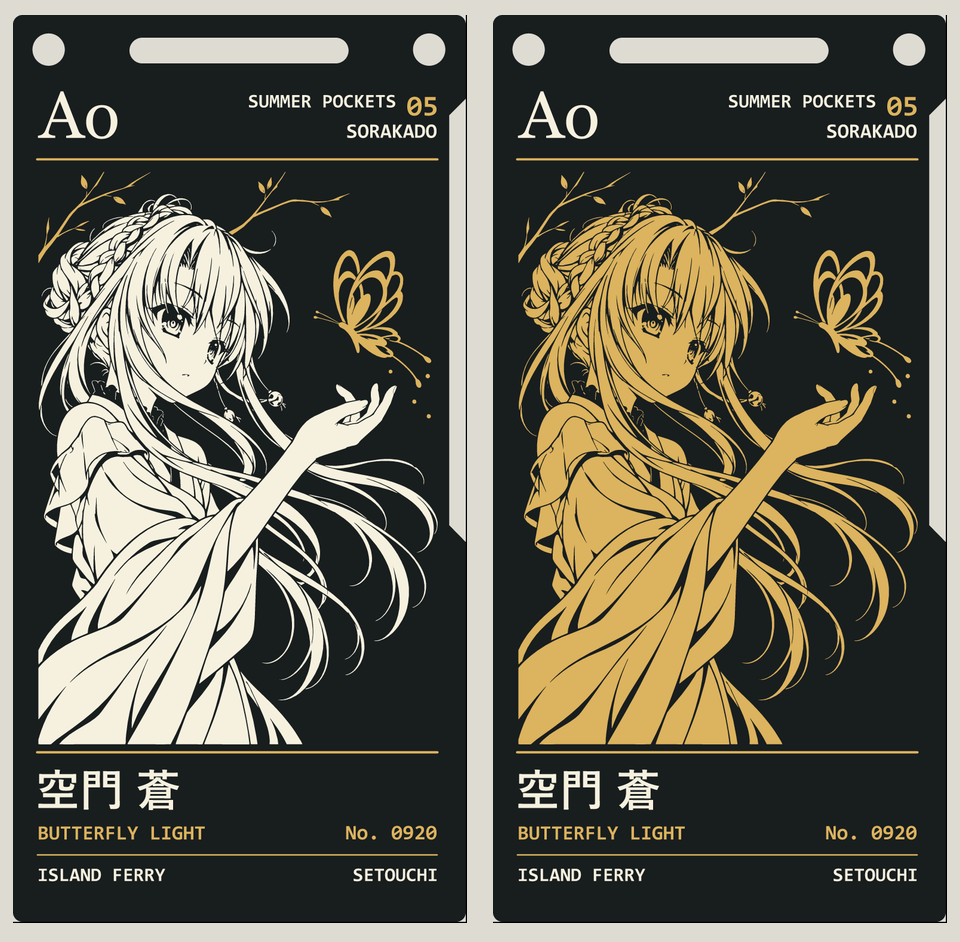 Ao
SUMMER POCKETS 05
SORAKADO
空門 蒼
BUTTERFLY LIGHT No. 0920
ISLAND FERRY SETOUCHI
Ao
SUMMER POCKETS 05
SORAKADO
空門 蒼
BUTTERFLY LIGHT No. 0920
ISLAND FERRY SETOUCHI